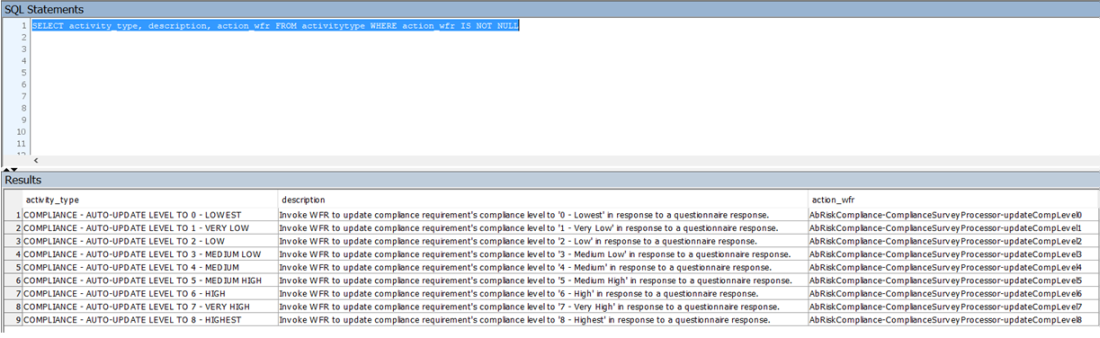 SQL Statements
1 SELECT activity_type, description, action_wfr FROM activitytype WHERE action_wfr IS NOT NULL
2
2
3
4
5
6
7
8
9
10
11
12
Results
activity_type description action_wfr
1 COMPLIANCE - AUTO-UPDATE LEVEL TO 0 - LOWEST Invoke WFR to update compliance requirement's compliance level to '0 - Lowest' in response to a questionnaire response. AbRiskCompliance-ComplianceSurveyProcessor-updateCompLevel0
2 COMPLIANCE - AUTO-UPDATE LEVEL TO 1 - VERY LOW Invoke WFR to update compliance requirement's compliance level to '1 - Very Low' in response to a questionnaire response. AbRiskCompliance-ComplianceSurveyProcessor-updateCompLevel1
3 COMPLIANCE - AUTO-UPDATE LEVEL TO 2 - LOW Invoke WFR to update compliance requirement's compliance level to '2 - Low' in response to a questionnaire response. AbRiskCompliance-ComplianceSurveyProcessor-updateCompLevel2
4 COMPLIANCE - AUTO-UPDATE LEVEL TO 3 - MEDIUM LOW Invoke WFR to update compliance requirement's compliance level to '3 - Medium Low' in response to a questionnaire response. AbRiskCompliance-ComplianceSurveyProcessor-updateCompLevel3
5 COMPLIANCE - AUTO-UPDATE LEVEL TO 4 - MEDIUM Invoke WFR to update compliance requirement's compliance level to '4 - Medium' in response to a questionnaire response. AbRiskCompliance-ComplianceSurveyProcessor-updateCompLevel4
6 COMPLIANCE - AUTO-UPDATE LEVEL TO 5 - MEDIUM HIGH Invoke WFR to update compliance requirement's compliance level to '5 - Medium High' in response to a questionnaire response. AbRiskCompliance-ComplianceSurveyProcessor-updateCompLevel5
7 COMPLIANCE - AUTO-UPDATE LEVEL TO 6 - HIGH Invoke WFR to update compliance requirement's compliance level to '6 - High' in response to a questionnaire response. AbRiskCompliance-ComplianceSurveyProcessor-updateCompLevel6
8 COMPLIANCE - AUTO-UPDATE LEVEL TO 7 - VERY HIGH Invoke WFR to update compliance requirement's compliance level to '7 - Very High' in response to a questionnaire response. AbRiskCompliance-ComplianceSurveyProcessor-updateCompLevel7
9 COMPLIANCE - AUTO-UPDATE LEVEL TO 8 - HIGHEST Invoke WFR to update compliance requirement's compliance level to '8 - Highest' in response to a questionnaire response. AbRiskCompliance-ComplianceSurveyProcessor-updateCompLevel8